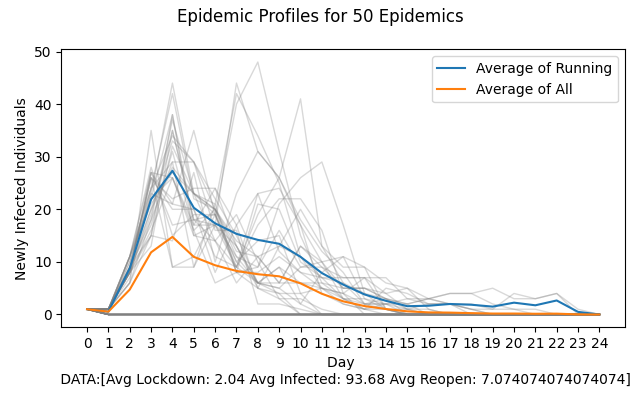 Epidemic Profiles for 50 Epidemics
50
Average of Running
Average of All
40
30
20
10
0
Newly Infected Individuals
0 1 2 3 4 5 6 7 8 9 10 11 12 13 14 15 16 17 18 19 20 21 22 23 24
Day
DATA:[Avg Lockdown: 2.04 Avg Infected: 93.68 Avg Reopen: 7.074074074074074]